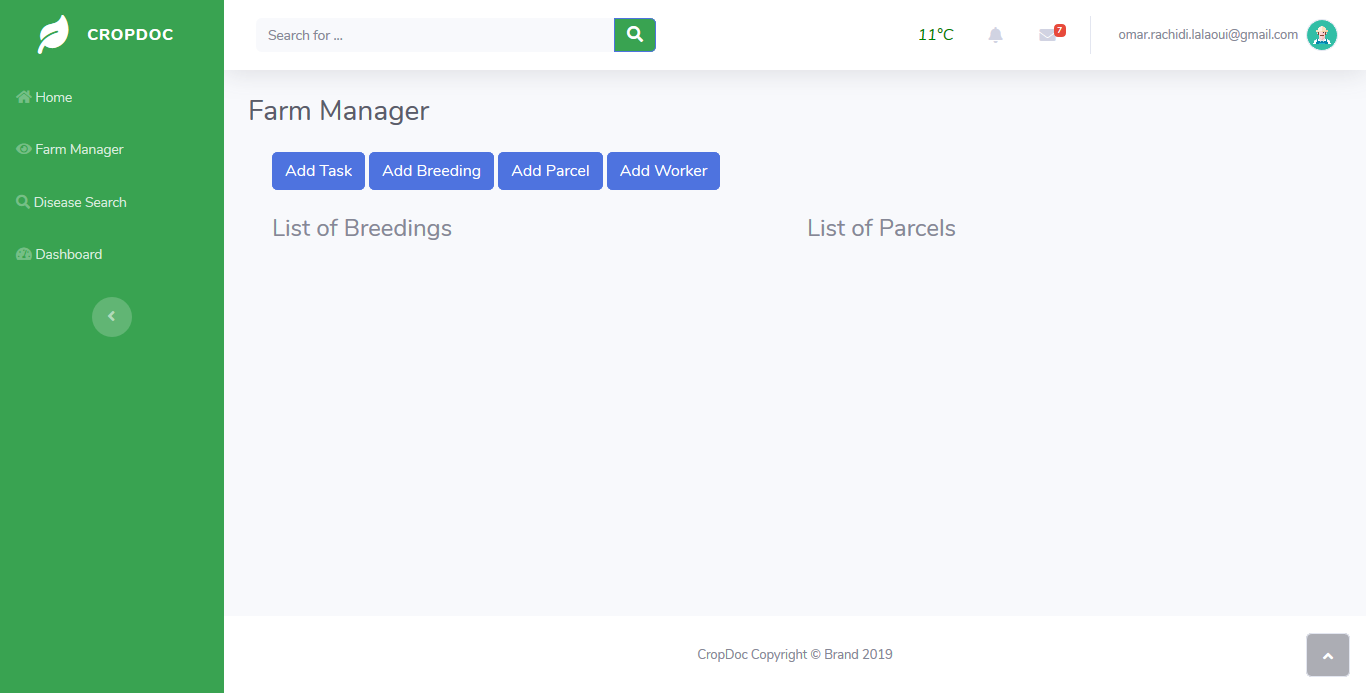 CROPDOC
Search for ...
11°C
7
omar.rachidi.lalaoui@gmail.com
Home
Farm Manager
Disease Search
Dashboard
Farm Manager
Add Task Add Breeding Add Parcel Add Worker
List of Breedings
List of Parcels
CropDoc Copyright © Brand 2019